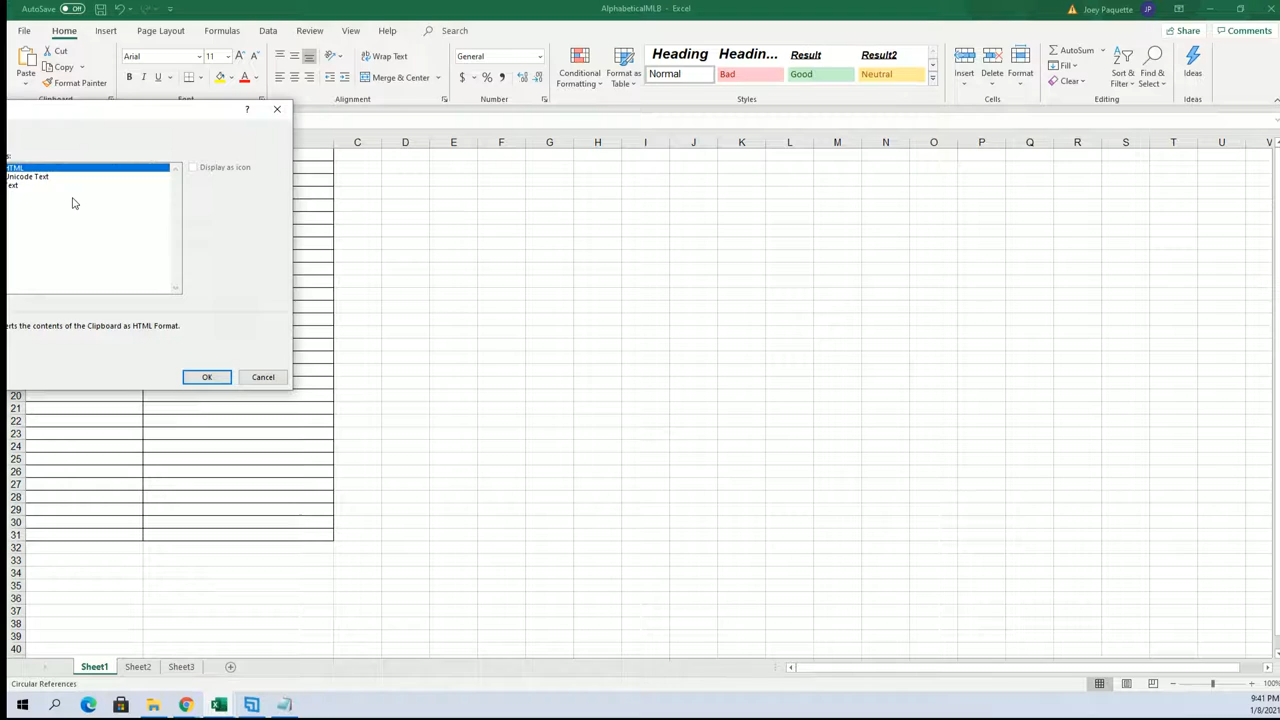 AutoSave Off AlphabeticalMLB - Excel Joey Paquette JP
File Home Insert Page Layout Formulas Data Review View Help Search Share Comments
Paste Cut Copy Format Painter
Arial 11 B I U A
Wrap Text Merge & Center
General $ % 9
Conditional Formatting Format as Table
Heading Headin... Result Result2
Normal Bad Good Neutral
Insert Delete Format
AutoSum Fill Clear Sort & Filter Find & Select Ideas
Clipboard Font Alignment Number Styles Cells Editing Ideas
? ×
C D E F G H I J K L M N O P Q R S T U V
HTML
Unicode Text
ext
Display as icon
erts the contents of the Clipboard as HTML Format.
OK Cancel
20
21
22
23
24
25
26
27
28
29
30
31
32
33
34
35
36
37
38
39
40
Sheet1 Sheet2 Sheet3
Circular References 100%
9:41 PM
1/8/2021